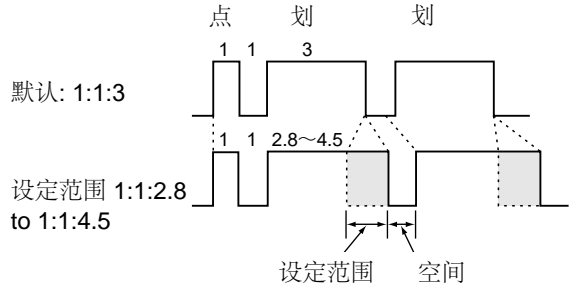 点 划 划
1 1 3
默认: 1:1:3
1 1 2.8～4.5
设定范围 1:1:2.8
to 1:1:4.5
设定范围 空间